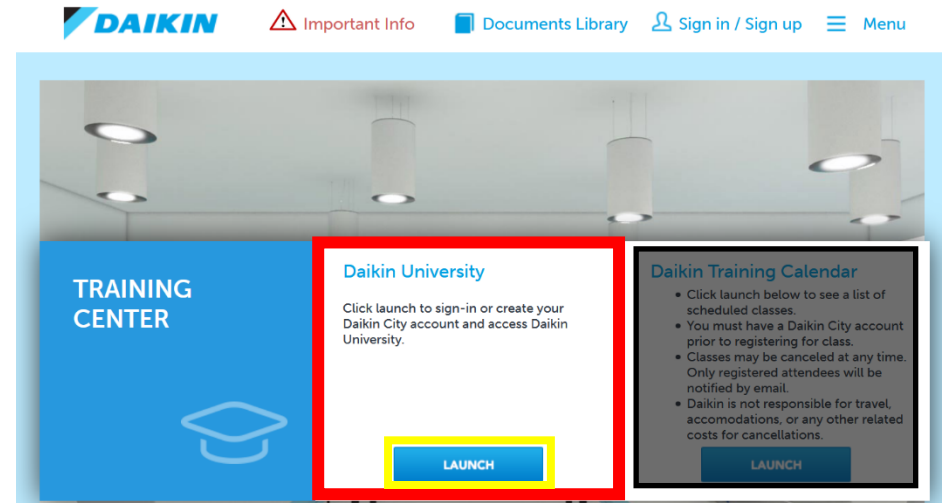 DAIKIN
Important Info
Documents Library
Sign in / Sign up
Menu
TRAINING
CENTER
Daikin University
Click launch to sign-in or create your
Daikin City account and access Daikin
University.
LAUNCH
Daikin Training Calendar
• Click launch below to see a list of
scheduled classes.
• You must have a Daikin City account
prior to registering for class.
• Classes may be canceled at any time.
Only registered attendees will be
notified by email.
• Daikin is not responsible for travel,
accomodations, or any other related
costs for cancellations.
LAUNCH